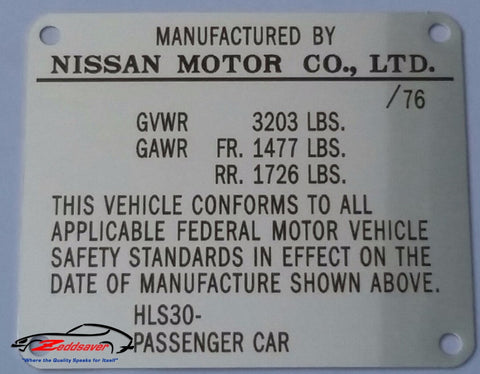 MANUFACTURED BY
NISSAN MOTOR CO., LTD.
/76
GVWR 3203 LBS.
GAWR FR. 1477 LBS.
RR. 1726 LBS.
THIS VEHICLE CONFORMS TO ALL
APPLICABLE FEDERAL MOTOR VEHICLE
SAFETY STANDARDS IN EFFECT ON THE
DATE OF MANUFACTURE SHOWN ABOVE.
HLS30-
PASSENGER CAR
Zeddsaver
"Where the Quality Speaks for Itself"